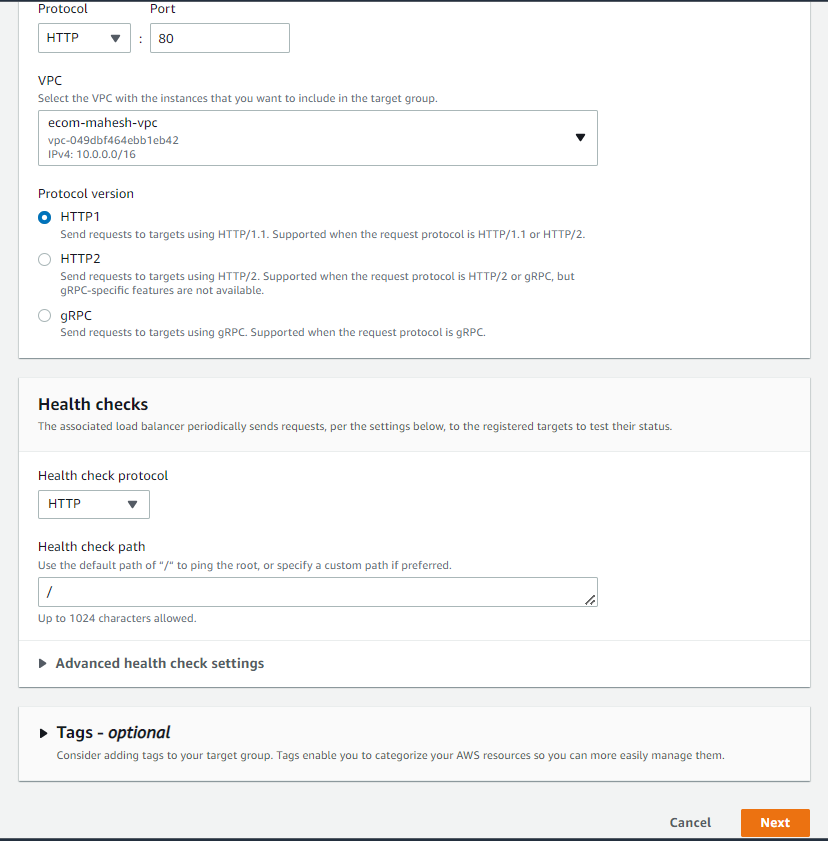 Protocol Port
HTTP : 80
VPC
Select the VPC with the instances that you want to include in the target group.
ecom-mahesh-vpc
vpc-049dbf464ebb1eb42
IPv4: 10.0.0.0/16
Protocol version
HTTP1
Send requests to targets using HTTP/1.1. Supported when the request protocol is HTTP/1.1 or HTTP/2.
HTTP2
Send requests to targets using HTTP/2. Supported when the request protocol is HTTP/2 or gRPC, but
gRPC-specific features are not available.
gRPC
Send requests to targets using gRPC. Supported when the request protocol is gRPC.
Health checks
The associated load balancer periodically sends requests, per the settings below, to the registered targets to test their status.
Health check protocol
HTTP
Health check path
Use the default path of “/” to ping the root, or specify a custom path if preferred.
/
Up to 1024 characters allowed.
Advanced health check settings
Tags - optional
Consider adding tags to your target group. Tags enable you to categorize your AWS resources so you can more easily manage them.
Cancel Next